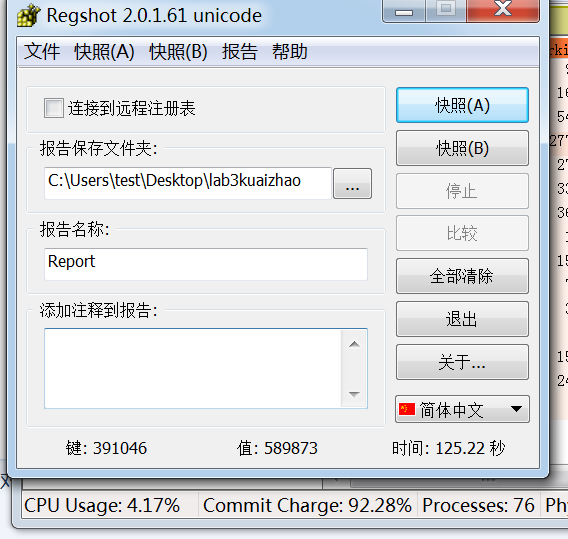 Regshot 2.0.1.61 unicode
文件 快照(A) 快照(B) 报告 帮助
连接到远程注册表
快照(A)
报告保存文件夹:
快照(B)
C:\Users\test\Desktop\lab3kuaizhao
...
停止
报告名称:
比较
Report
全部清除
添加注释到报告:
退出
关于...
简体中文
键: 391046 值: 589873 时间: 125.22 秒
CPU Usage: 4.17% Commit Charge: 92.28% Processes: 76